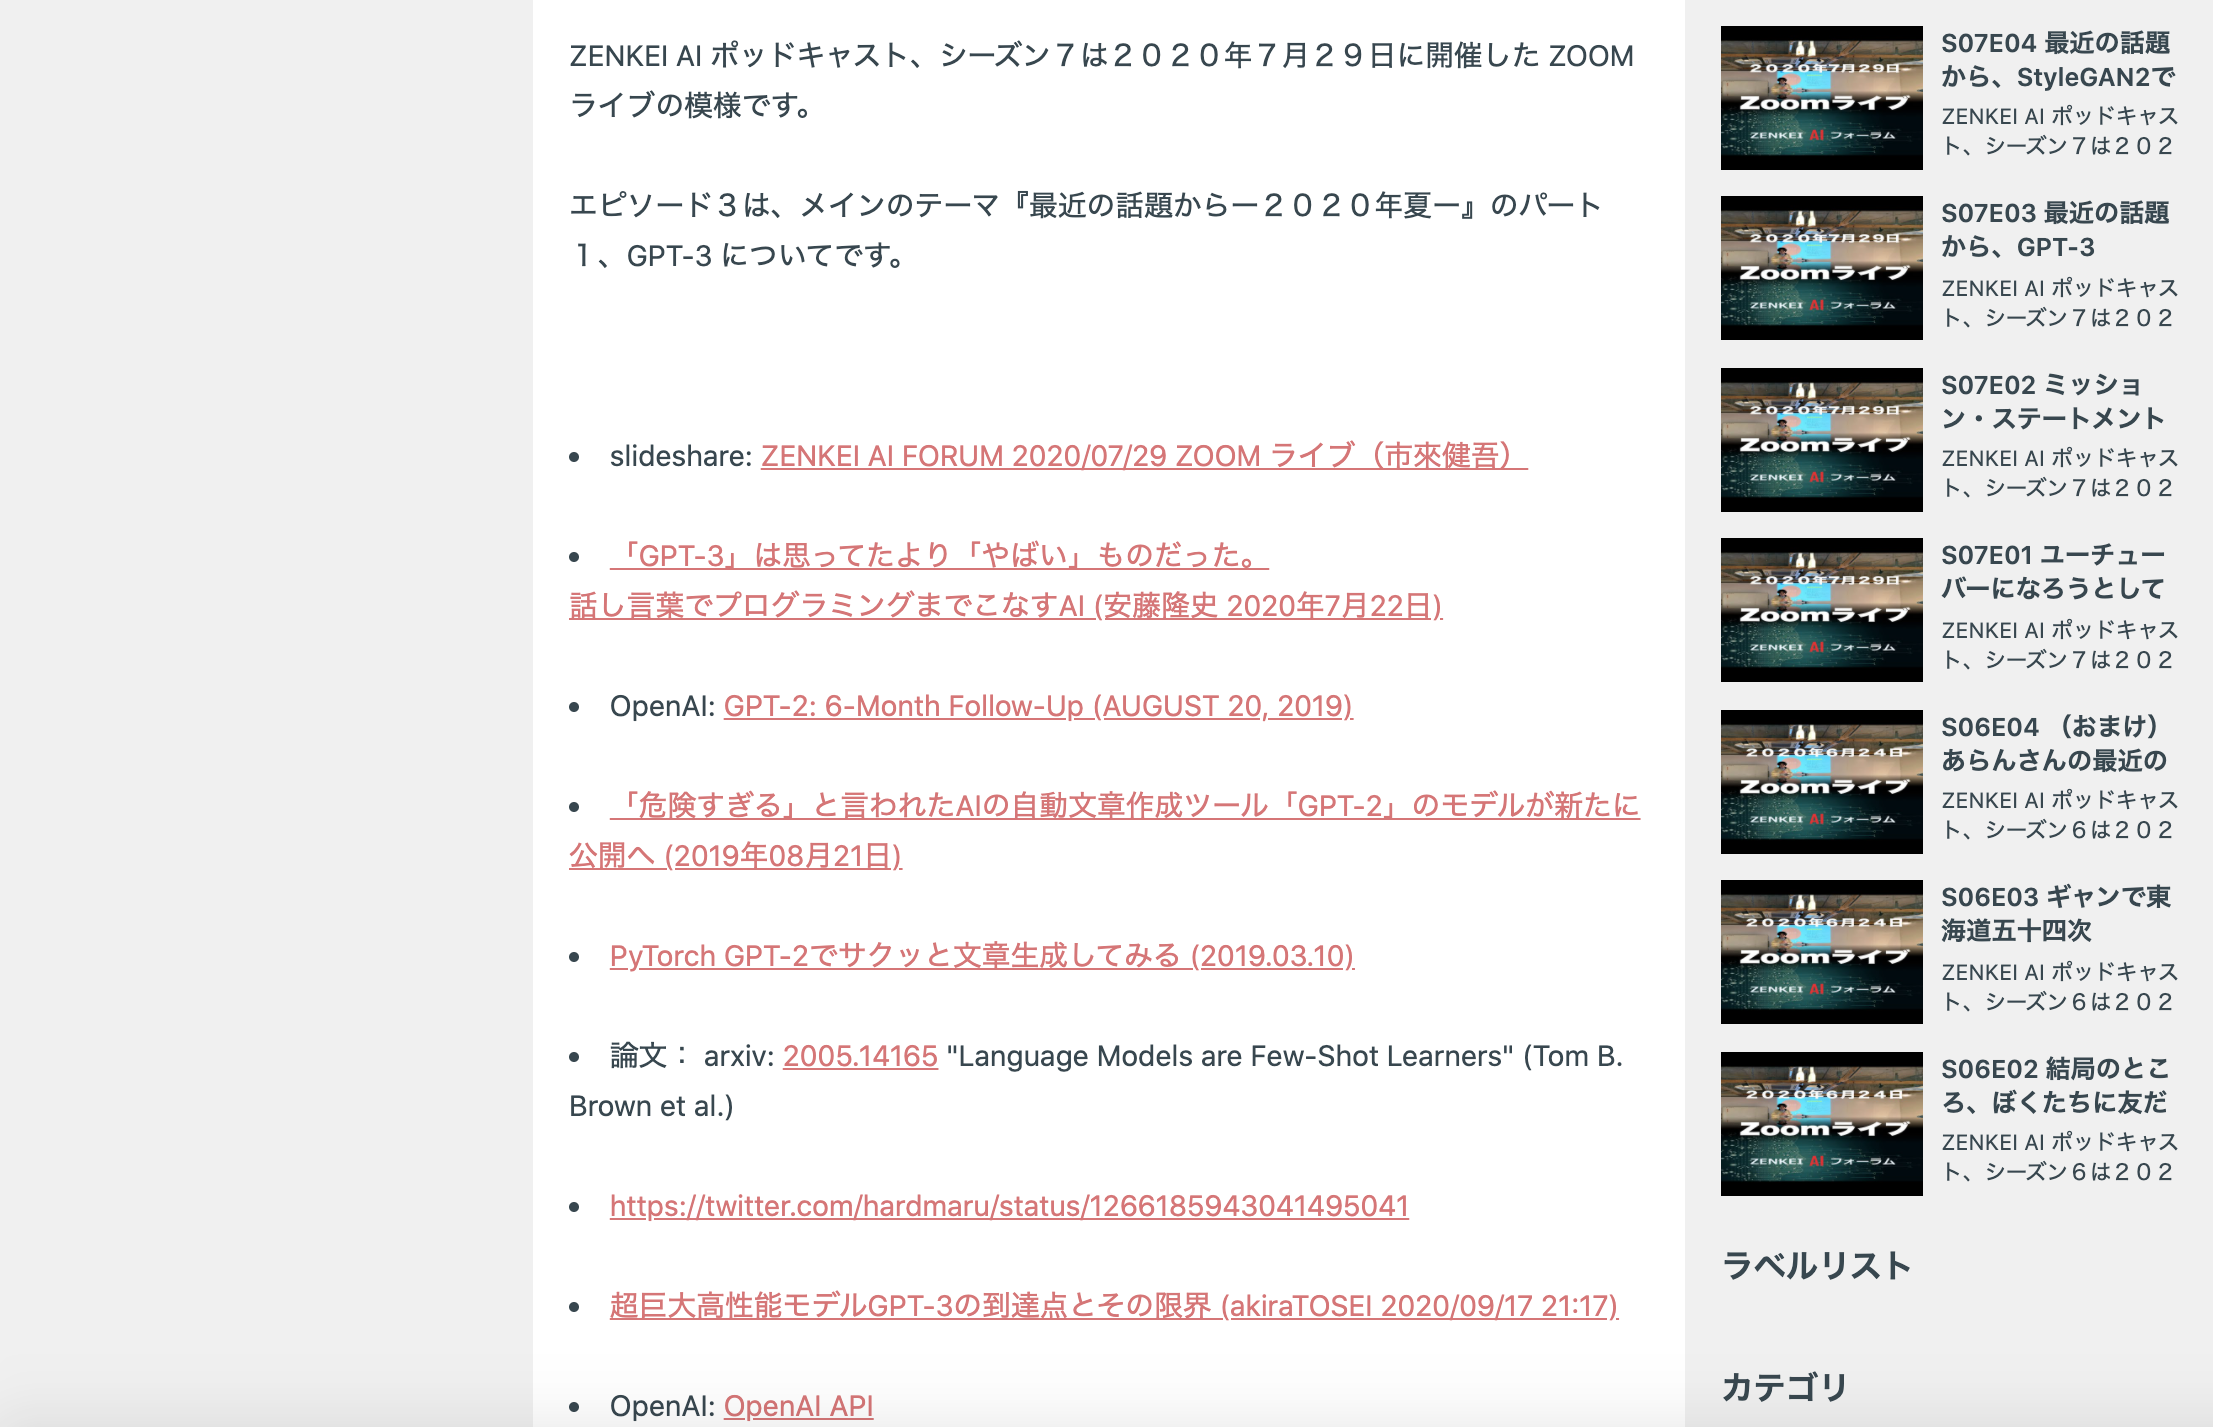 ZENKEI AI ポッドキャスト、シーズン７は２０２０年７月２９日に開催した ZOOM
ライブの模様です。
エピソード３は、メインのテーマ『最近の話題からー２０２０年夏ー』のパート
１、GPT-3 についてです。
• slideshare: ZENKEI AI FORUM 2020/07/29 ZOOM ライブ（市來健吾）
• 「GPT-3」は思ってたより「やばい」ものだった。
話し言葉でプログラミングまでこなすAI (安藤隆史 2020年7月22日)
• OpenAI: GPT-2: 6-Month Follow-Up (AUGUST 20, 2019)
• 「危険すぎる」と言われたAIの自動文章作成ツール「GPT-2」のモデルが新たに
公開へ (2019年08月21日)
• PyTorch GPT-2でサクッと文章生成してみる (2019.03.10)
• 論文： arxiv: 2005.14165 "Language Models are Few-Shot Learners" (Tom B.
Brown et al.)
• https://twitter.com/hardmaru/status/1266185943041495041
• 超巨大高性能モデルGPT-3の到達点とその限界 (akiraTOSEI 2020/09/17 21:17)
• OpenAI: OpenAI API
2020年7月29日
Zoomライブ
ZENKEI AI フォーラム
S07E04 最近の話題
から、StyleGAN2で
ZENKEI AI ポッドキャス
ト、シーズン７は２０２
2020年7月29日
Zoomライブ
ZENKEI AI フォーラム
S07E03 最近の話題
から、GPT-3
ZENKEI AI ポッドキャス
ト、シーズン７は２０２
2020年7月29日
Zoomライブ
ZENKEI AI フォーラム
S07E02 ミッショ
ン・ステートメント
ZENKEI AI ポッドキャス
ト、シーズン７は２０２
2020年7月29日
Zoomライブ
ZENKEI AI フォーラム
S07E01 ユーチュー
バーになろうとして
ZENKEI AI ポッドキャス
ト、シーズン７は２０２
2020年6月24日
Zoomライブ
ZENKEI AI フォーラム
S06E04 （おまけ）
あらんさんの最近の
ZENKEI AI ポッドキャス
ト、シーズン６は２０２
2020年6月24日
Zoomライブ
ZENKEI AI フォーラム
S06E03 ギャンで東
海道五十四次
ZENKEI AI ポッドキャス
ト、シーズン６は２０２
2020年6月24日
Zoomライブ
ZENKEI AI フォーラム
S06E02 結局のとこ
ろ、ぼくたちに友だ
ZENKEI AI ポッドキャス
ト、シーズン６は２０２
ラベルリスト
カテゴリ